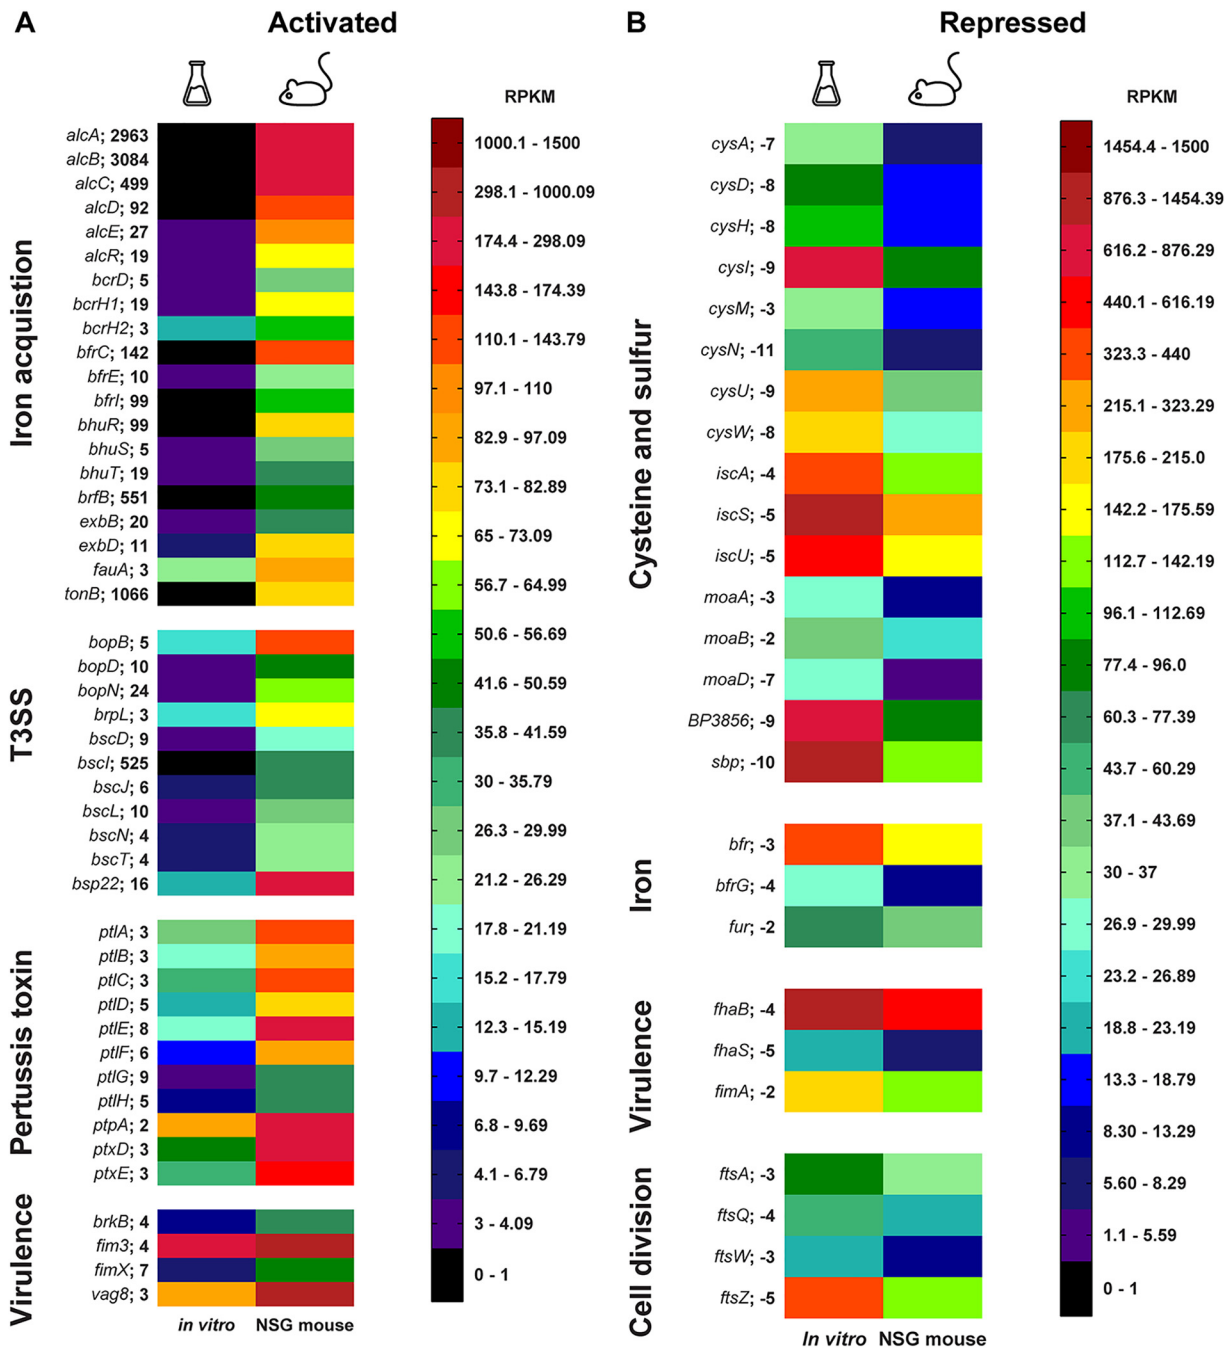 A
Activated
RPKM
Iron acquistion
alcA; 2963
alcB; 3084
alcC; 499
alcD; 92
alcE; 27
alcR; 19
bcrD; 5
bcrH1; 19
bcrH2; 3
bfrC; 142
bfrE; 10
bfrI; 99
bhuR; 99
bhuS; 5
bhuT; 19
brfB; 551
exbB; 20
exbD; 11
fauA; 3
tonB; 1066
T3SS
bopB; 5
bopD; 10
bopN; 24
brpL; 3
bscD; 9
bscI; 525
bscJ; 6
bscL; 10
bscN; 4
bscT; 4
bsp22; 16
Pertussis toxin
ptlA; 3
ptlB; 3
ptlC; 3
ptlD; 5
ptlE; 8
ptlF; 6
ptlG; 9
ptlH; 5
ptpA; 2
ptxD; 3
ptxE; 3
Virulence
brkB; 4
fim3; 4
fimX; 7
vag8; 3
in vitro NSG mouse
1000.1 - 1500
298.1 - 1000.09
174.4 - 298.09
143.8 - 174.39
110.1 - 143.79
97.1 - 110
82.9 - 97.09
73.1 - 82.89
65 - 73.09
56.7 - 64.99
50.6 - 56.69
41.6 - 50.59
35.8 - 41.59
30 - 35.79
26.3 - 29.99
21.2 - 26.29
17.8 - 21.19
15.2 - 17.79
12.3 - 15.19
9.7 - 12.29
6.8 - 9.69
4.1 - 6.79
3 - 4.09
0 - 1
B
Repressed
RPKM
Cysteine and sulfur
cysA; -7
cysD; -8
cysH; -8
cysI; -9
cysM; -3
cysN; -11
cysU; -9
cysW; -8
iscA; -4
iscS; -5
iscU; -5
moaA; -3
moaB; -2
moaD; -7
BP3856; -9
sbp; -10
Iron
bfr; -3
bfrG; -4
fur; -2
Virulence
fhaB; -4
fhaS; -5
fimA; -2
Cell division
ftsA; -3
ftsQ; -4
ftsW; -3
ftsZ; -5
In vitro NSG mouse
1454.4 - 1500
876.3 - 1454.39
616.2 - 876.29
440.1 - 616.19
323.3 - 440
215.1 - 323.29
175.6 - 215.0
142.2 - 175.59
112.7 - 142.19
96.1 - 112.69
77.4 - 96.0
60.3 - 77.39
43.7 - 60.29
37.1 - 43.69
30 - 37
26.9 - 29.99
23.2 - 26.89
18.8 - 23.19
13.3 - 18.79
8.30 - 13.29
5.60 - 8.29
1.1 - 5.59
0 - 1